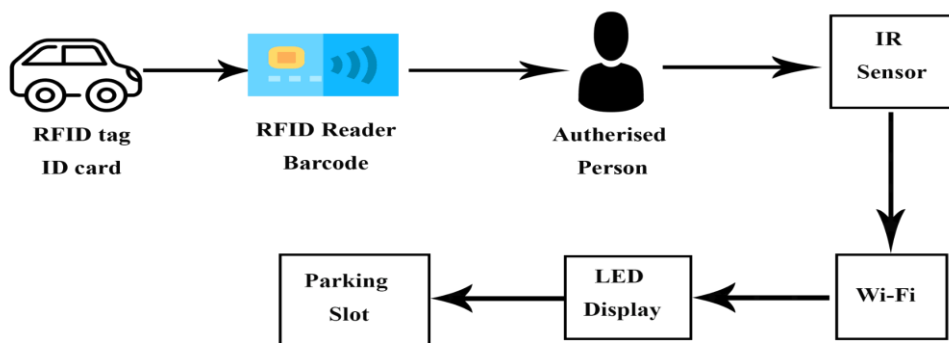 RFID tag
ID card
RFID Reader
Barcode
Autherised
Person
IR
Sensor
Parking
Slot
LED
Display
Wi-Fi